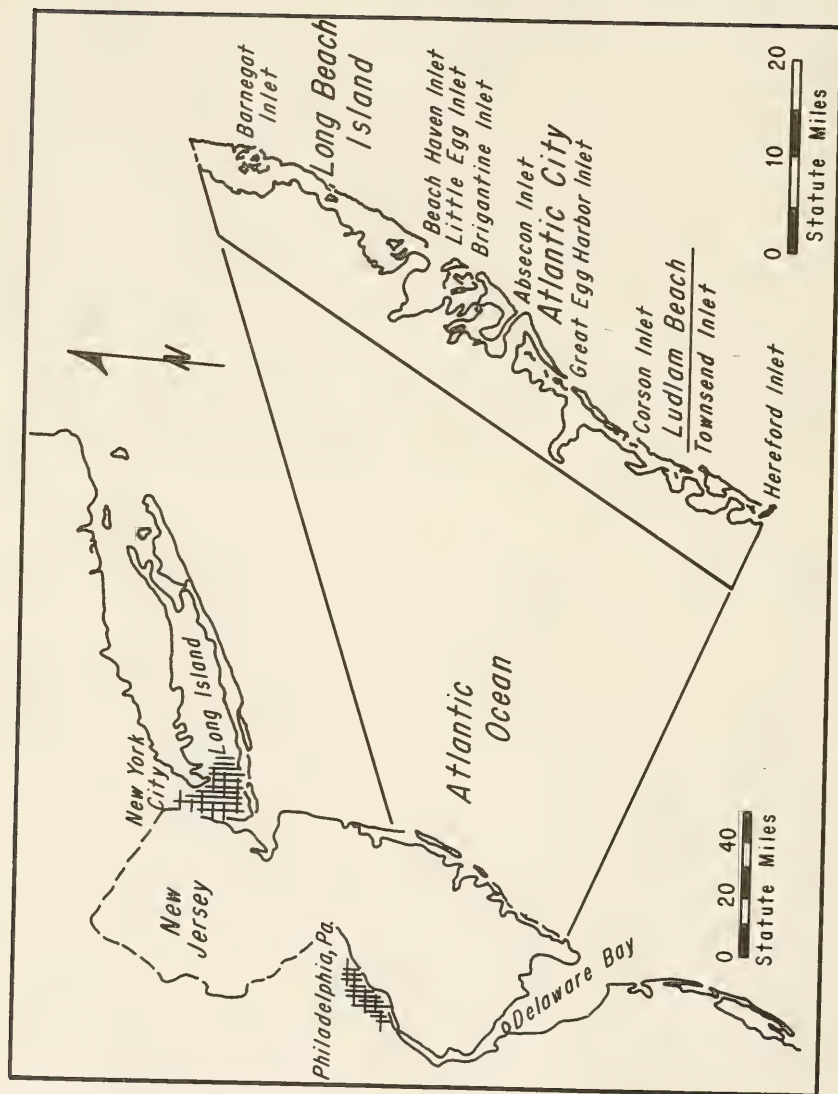 New York
City
Long Island
New
Jersey
Philadelphia, Pa.
Delaware Bay
Atlantic
Ocean
0 20 40
Statute Miles
N
Barnegat
Inlet
Long Beach
Island
Beach Haven Inlet
Little Egg Inlet
Brigantine Inlet
Absecon Inlet
Atlantic City
Great Egg Harbor Inlet
Corson Inlet
Ludlam Beach
Townsend Inlet
Hereford Inlet
0 10 20
Statute Miles